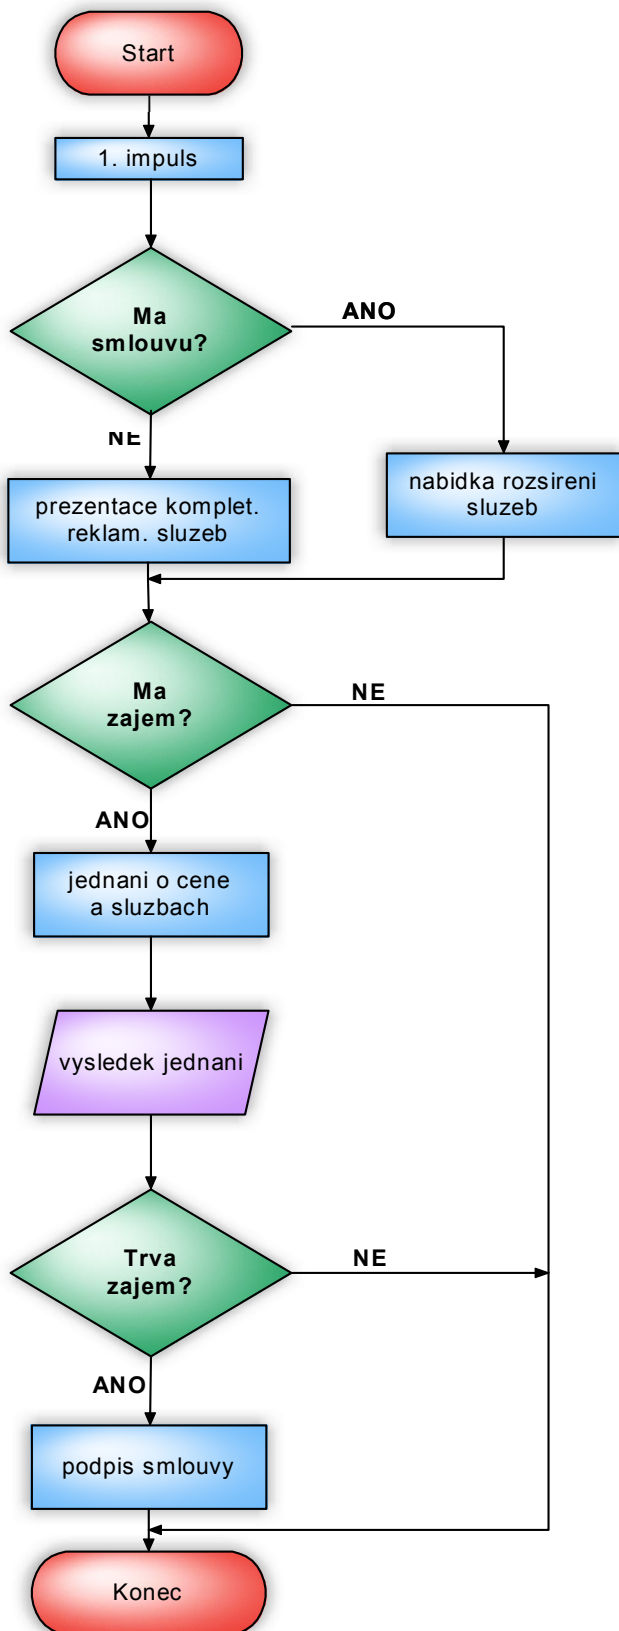 Start
1. impuls
Ma
smlouvu?
ANO
NE
prezentace komplet.
reklam. sluzeb
nabidka rozsireni
sluzeb
Ma
zajem?
NE
ANO
jednani o cene
a sluzbach
vysledek jednani
Trva
zajem?
NE
ANO
podpis smlouvy
Konec